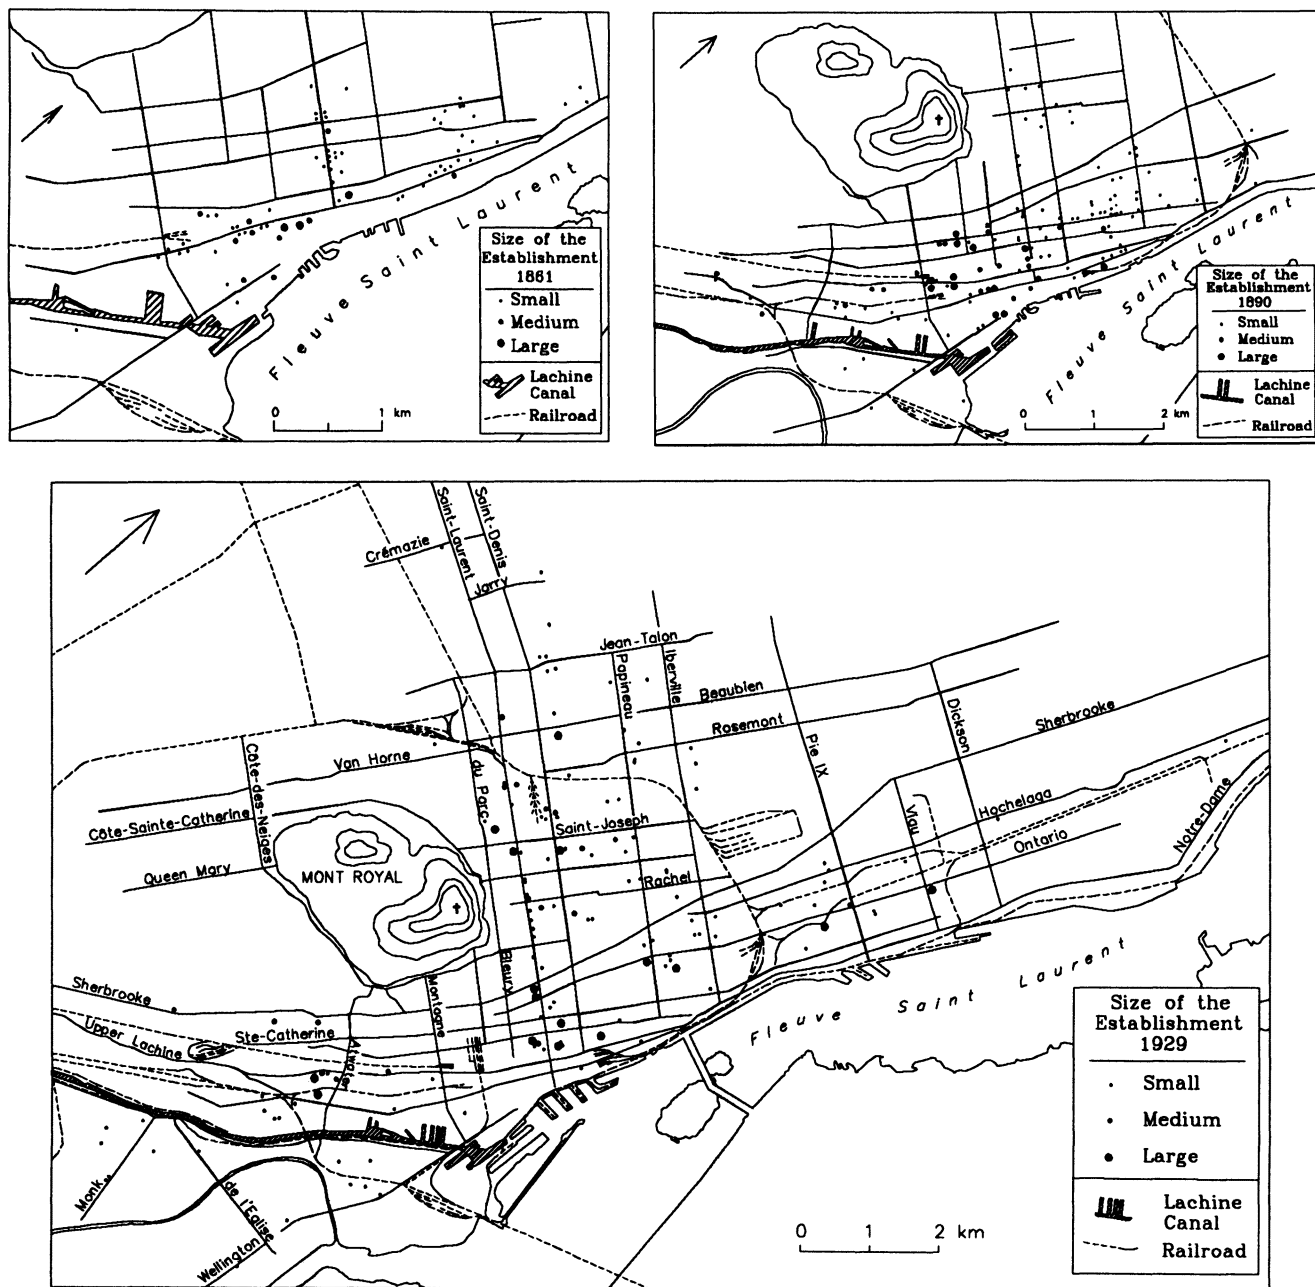 Fleuve Saint Laurent
Size of the
Establishment
1861
Small
Medium
Large
Lachine
Canal
Railroad
0 1 km
Fleuve Saint Laurent
Size of the
Establishment
1890
Small
Medium
Large
Lachine
Canal
Railroad
0 1 2 km
Saint-Laurent
Saint-Denis
Crémazie
Jarry
Jean-Talon
Papineau
Iberville
Beaubien
Rosemont
Dickson
Sherbrooke
Pie IX
Côte-des-Neiges
Van Horne
du Parc
Côte-Sainte-Catherine
Saint-Joseph
Viau
Hochelaga
Ontario
Notre-Dame
Queen Mary
MONT ROYAL
Rachel
Bleury
Montagne
Sherbrooke
Ste-Catherine
Upper Lachine
Atwater
Fleuve Saint Laurent
Monk
de l'Eglise
Wellington
0 1 2 km
Size of the
Establishment
1929
Small
Medium
Large
Lachine
Canal
Railroad